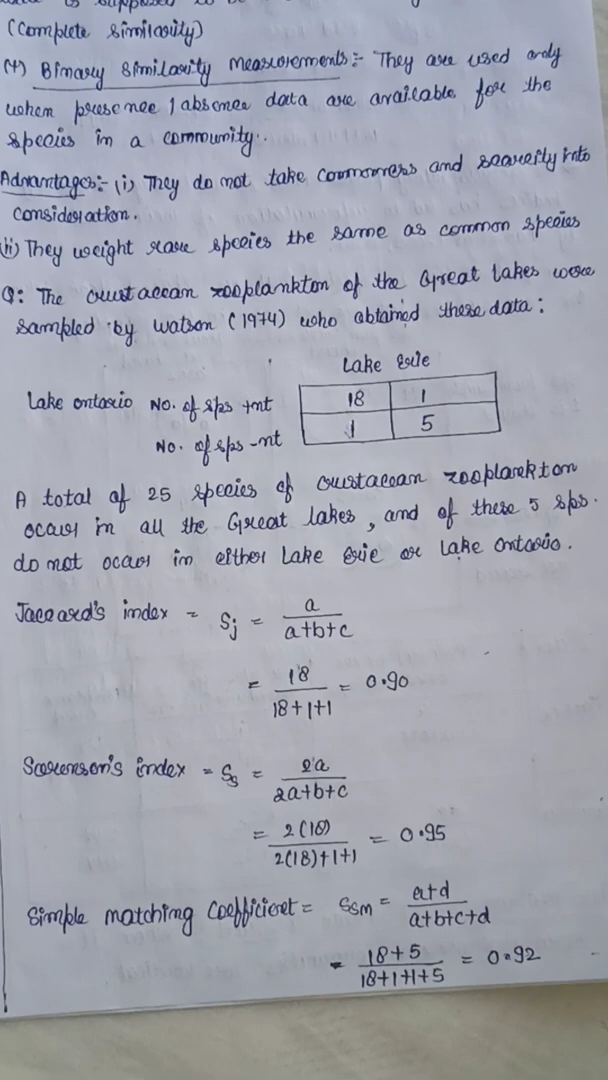 (Complete Similarity)
(4) Binary Similarity Measurements:- They are used only
when presence / absence data are available for the
species in a community.
Advantages:- (i) They do not take commonness and scarcity into
consideration.
(ii) They weight rare species the same as common species
Q: The crustacean zooplankton of the Great Lakes were
sampled by Watson (1974) who obtained these data:
Lake Erie
Lake Ontario No. of sps +nt 18 1
No. of sps -nt 1 5
A total of 25 species of crustacean zooplankton
occur in all the Great Lakes, and of these 5 sps.
do not occur in either Lake Erie or Lake Ontario.
Jaccard's index = Sj = a / a+b+c
= 18 / 18+1+1 = 0.90
Sorenson's index = Ss = 2a / 2a+b+c
= 2(18) / 2(18)+1+1 = 0.95
Simple matching Coefficient = SSM = a+d / a+b+c+d
= 18+5 / 18+1+1+5 = 0.92